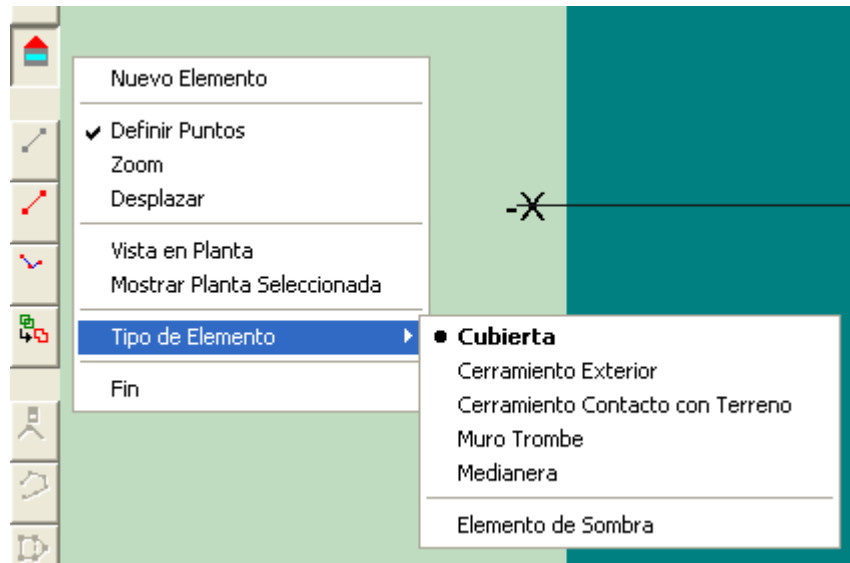 Nuevo Elemento
Definir Puntos
Zoom
Desplazar
Vista en Planta
Mostrar Planta Seleccionada
Tipo de Elemento
Fin
Cubierta
Cerramiento Exterior
Cerramiento Contacto con Terreno
Muro Trombe
Medianera
Elemento de Sombra
-X